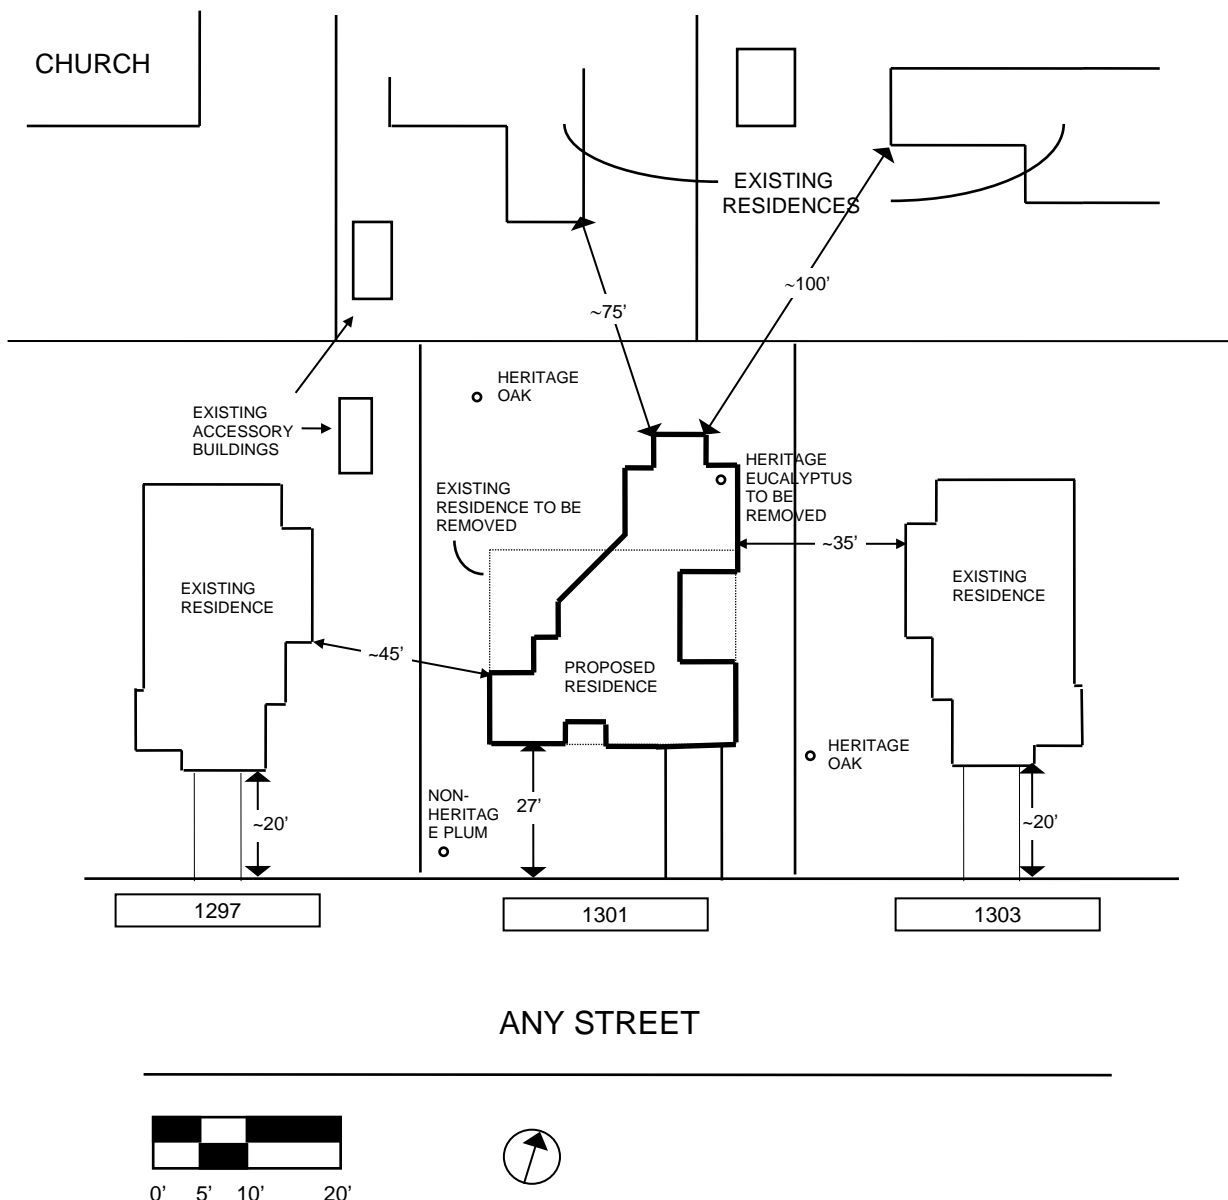 CHURCH
EXISTING
RESIDENCES
~100’
~75’
HERITAGE
OAK
EXISTING
ACCESSORY
BUILDINGS
HERITAGE
EUCALYPTUS
TO BE
REMOVED
EXISTING
RESIDENCE TO BE
REMOVED
~35’
EXISTING
RESIDENCE
EXISTING
RESIDENCE
~45’
PROPOSED
RESIDENCE
HERITAGE
OAK
NON-
HERITAG
E PLUM
27’
~20’
~20’
1297
1301
1303
ANY STREET
0’ 5’ 10’ 20’